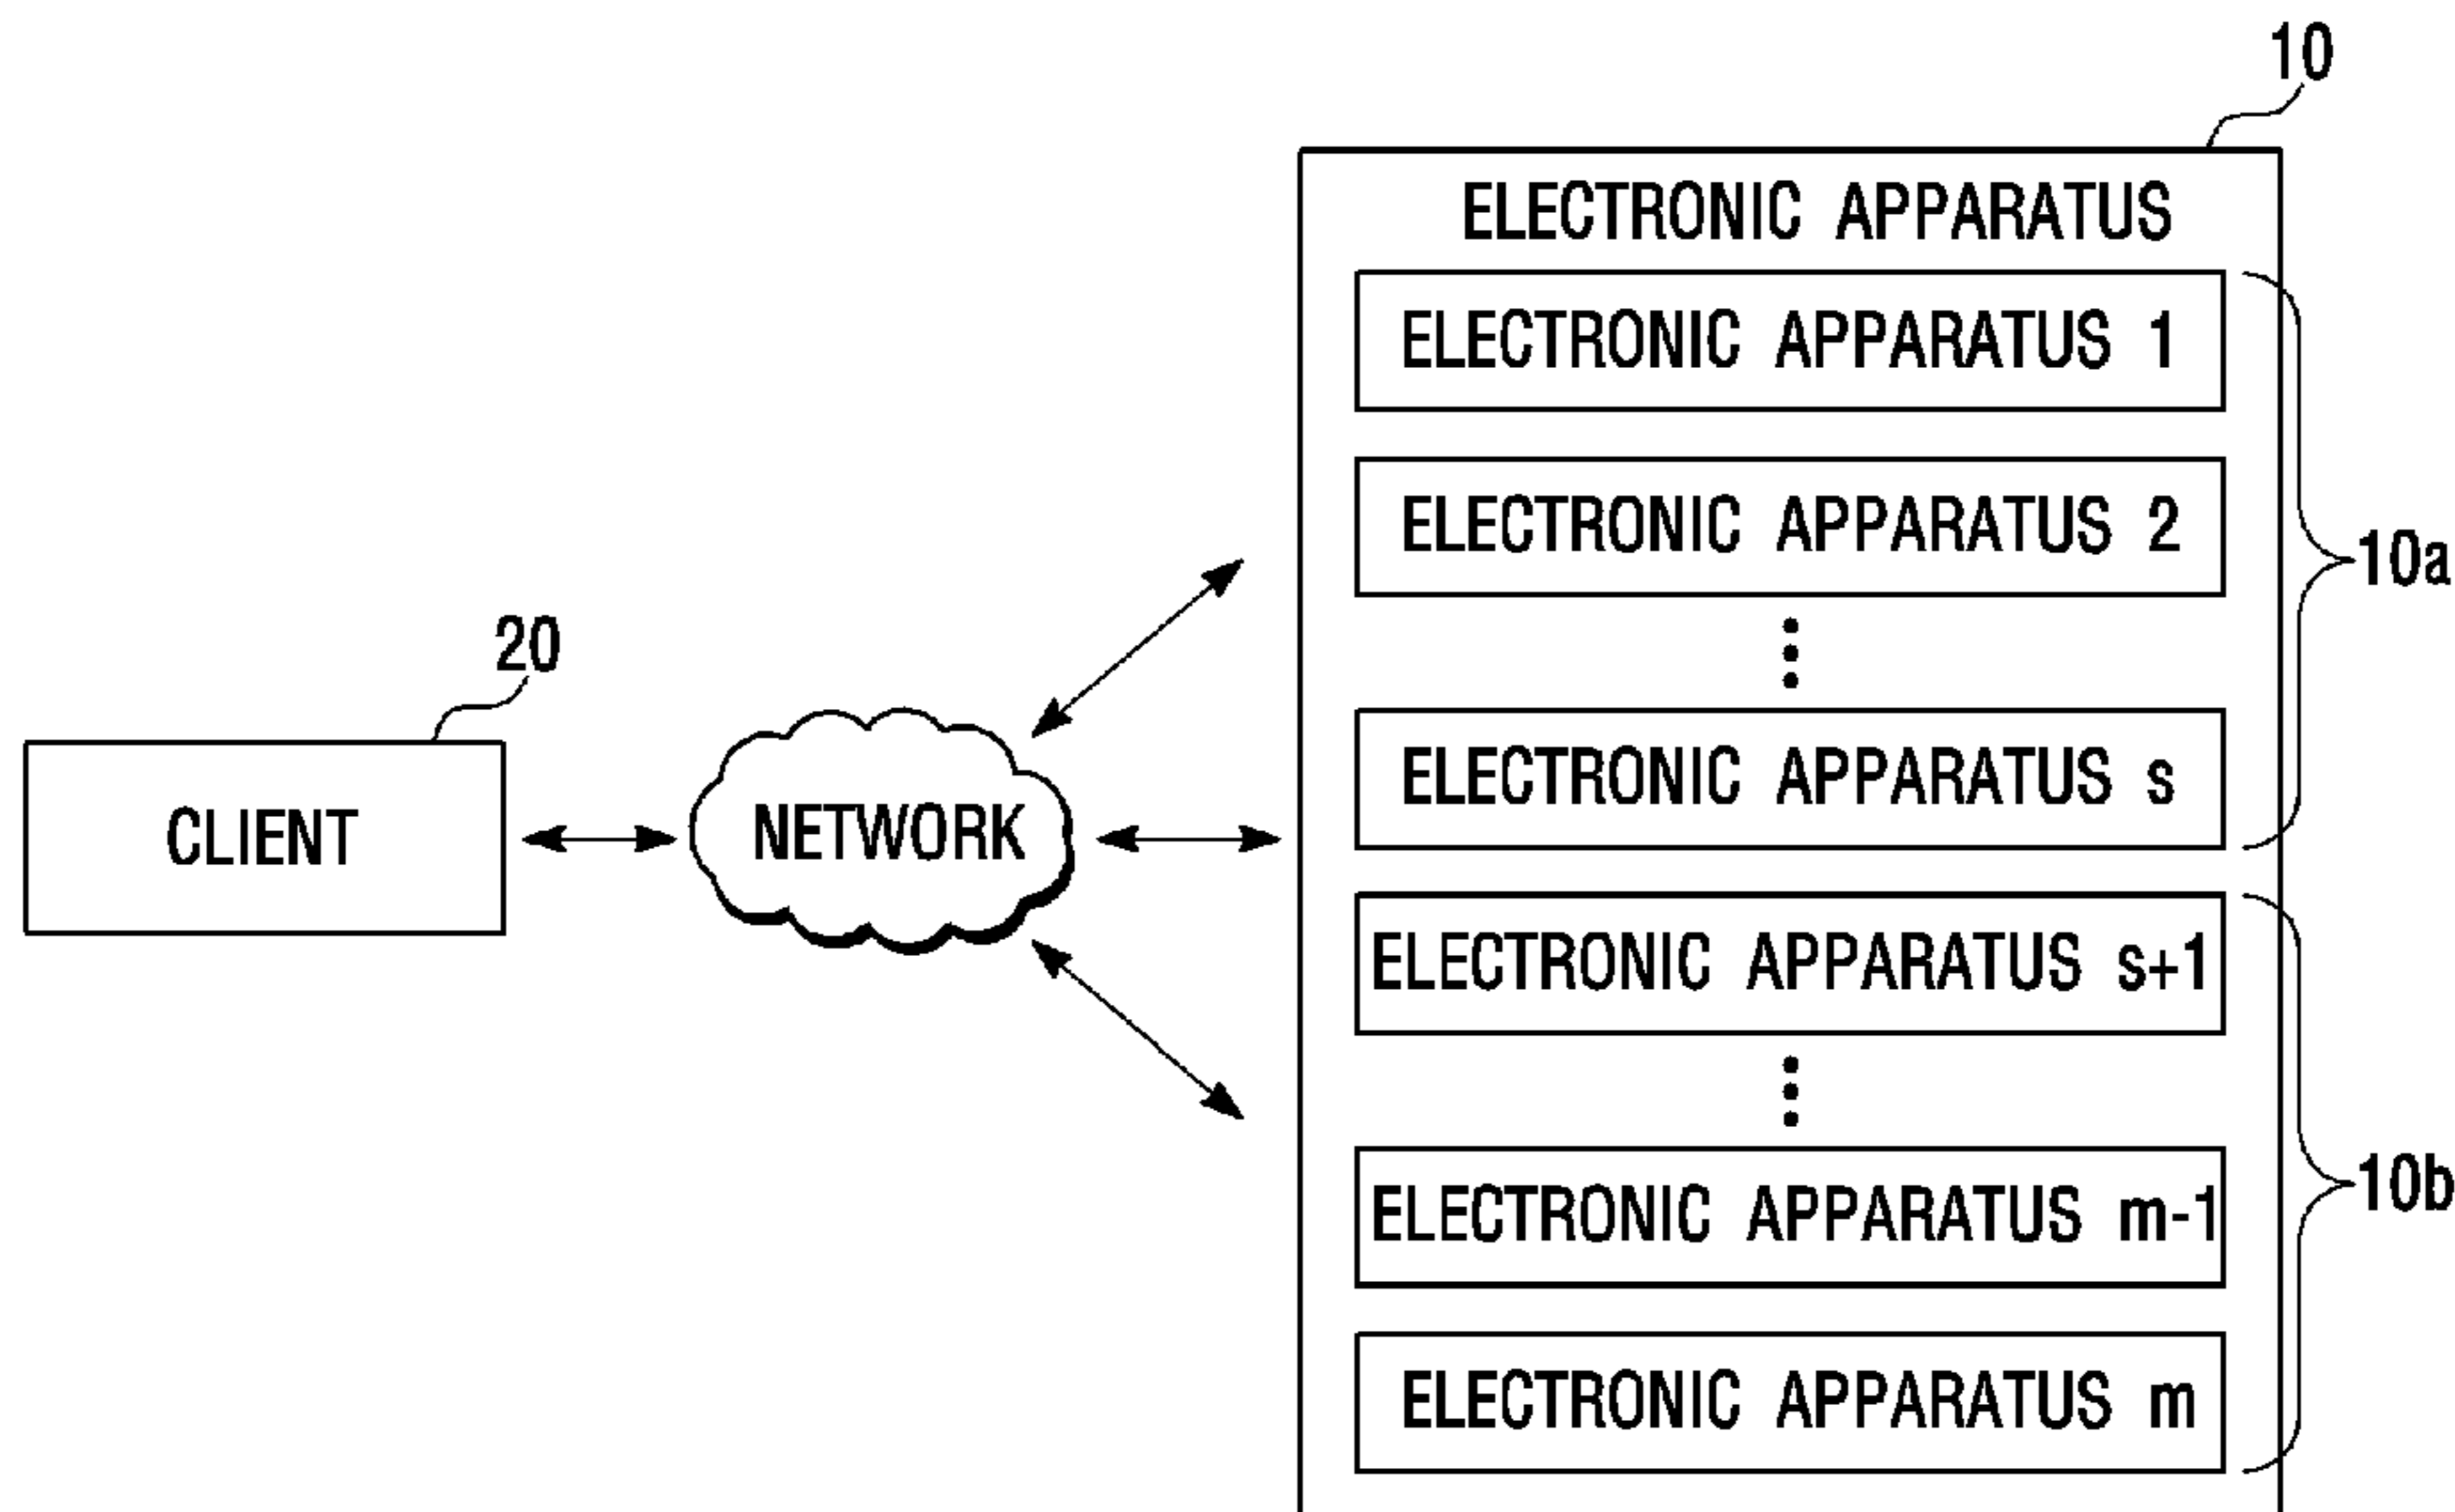 10
ELECTRONIC APPARATUS
ELECTRONIC APPARATUS 1
ELECTRONIC APPARATUS 2
10a
20
ELECTRONIC APPARATUS s
CLIENT
NETWORK
ELECTRONIC APPARATUS s+1
10b
ELECTRONIC APPARATUS m-1
ELECTRONIC APPARATUS m